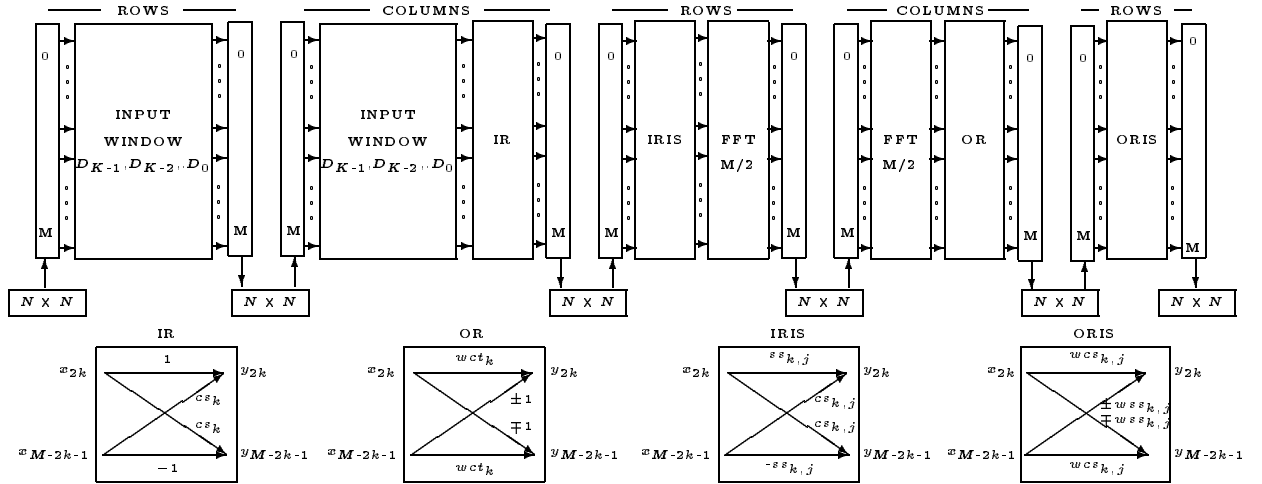 ROWS COLUMNS ROWS COLUMNS ROWS
0 0 0 0 0 0 0 0 0 0
INPUT INPUT
WINDOW WINDOW IR IRIS FFT FFT OR ORIS
D_{K-1},D_{K-2},..D_0 D_{K-1},D_{K-2},..D_0 M/2 M/2
M M M M M M M M M M
N X N N X N N X N N X N N X N N X N
IR OR IRIS ORIS
1 wct_k ss_{k,j} wcs_{k,j}
x_{2k} y_{2k} x_{2k} y_{2k} x_{2k} y_{2k} x_{2k} y_{2k}
cs_k ±1 cs_{k,j} ±wss_{k,j}
cs_k ∓1 cs_{k,j} ∓wss_{k,j}
x_{M-2k-1} y_{M-2k-1} x_{M-2k-1} y_{M-2k-1} x_{M-2k-1} y_{M-2k-1} x_{M-2k-1} y_{M-2k-1}
−1 wct_k -ss_{k,j} wcs_{k,j}